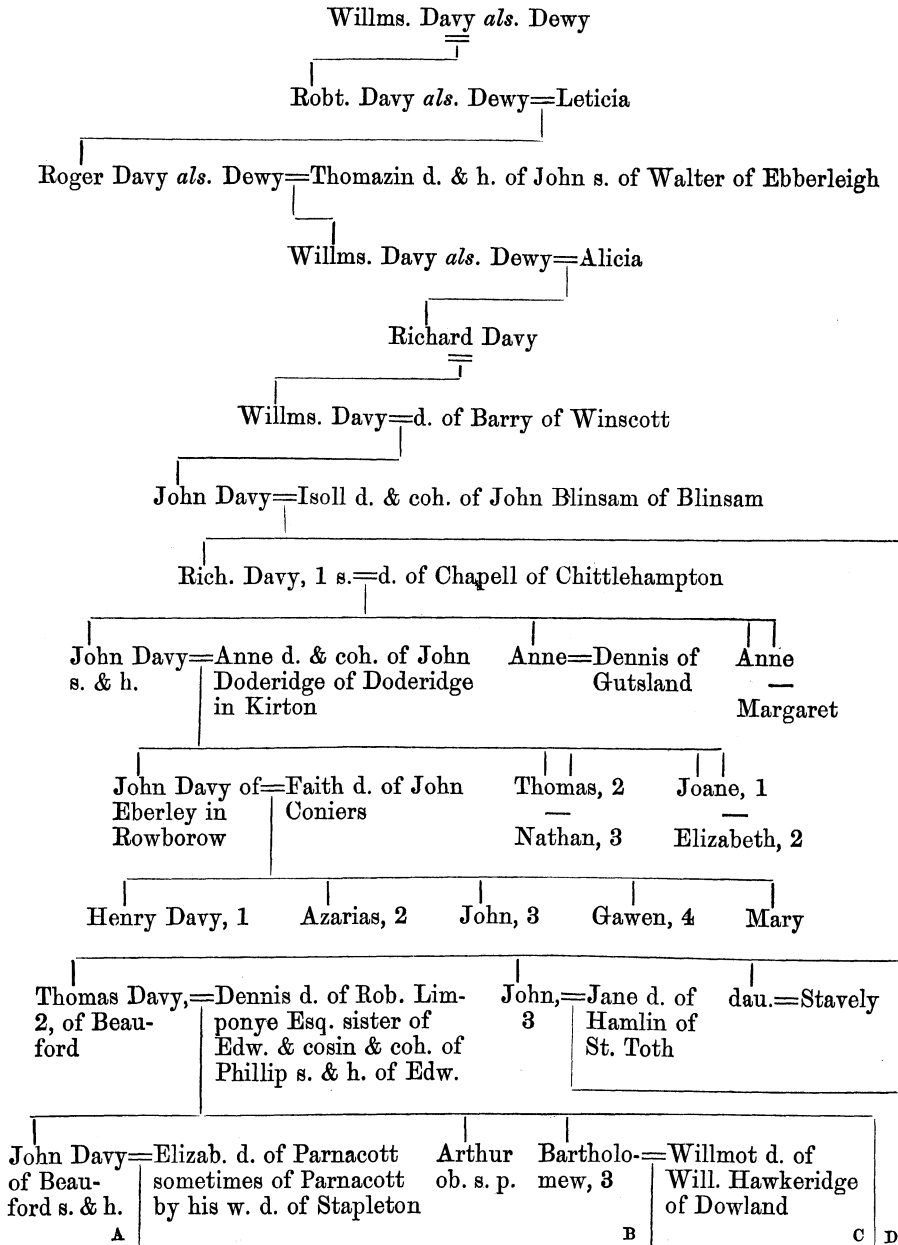 Willms. Davy als. Dewy
Robt. Davy als. Dewy=Leticia
Roger Davy als. Dewy=Thomazin d. & h. of John s. of Walter of Ebberleigh
Willms. Davy als. Dewy=Alicia
Richard Davy
Willms. Davy=d. of Barry of Winscott
John Davy=Isoll d. & coh. of John Blinsam of Blinsam
Rich. Davy, 1 s.=d. of Chapell of Chittlehampton
John Davy=Anne d. & coh. of John Anne=Dennis of Anne
s. & h. Doderidge of Doderidge Gutsland —
in Kirton Margaret
John Davy of=Faith d. of John Thomas, 2 Joane, 1
Eberley in Coniers — —
Rowborow Nathan, 3 Elizabeth, 2
Henry Davy, 1 Azarias, 2 John, 3 Gawen, 4 Mary
Thomas Davy,=Dennis d. of Rob. Lim- John,=Jane d. of dau.=Stavely
2, of Beau- ponye Esq. sister of 3 Hamlin of
ford Edw. & cosin & coh. of St. Toth
Phillip s. & h. of Edw.
John Davy=Elizab. d. of Parnacott Arthur Bartholo-=Willmot d. of
of Beau- sometimes of Parnacott ob. s. p. mew, 3 Will. Hawkeridge
ford s. & h. by his w. d. of Stapleton of Dowland
A B C D